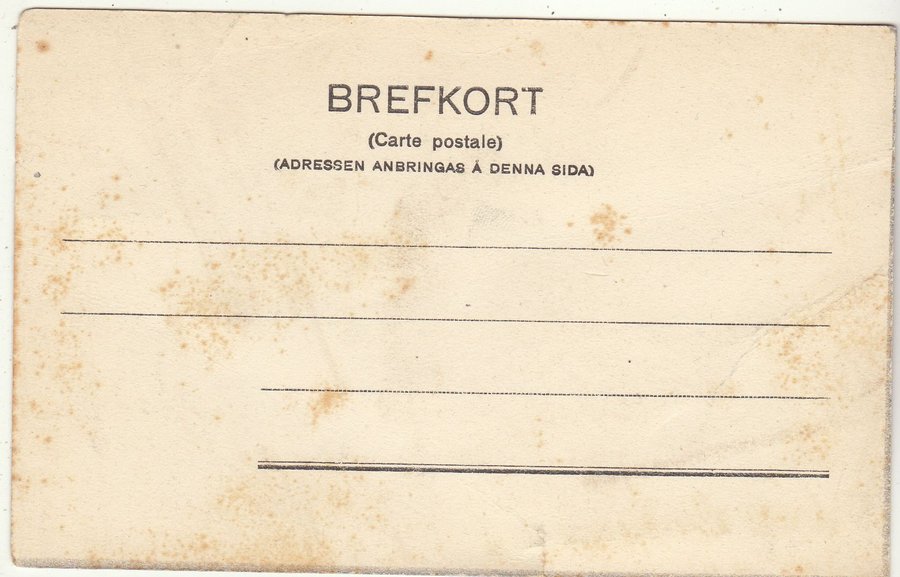 BREFKORT
(Carte postale)
(ADRESSEN ANBRINGAS Å DENNA SIDA)